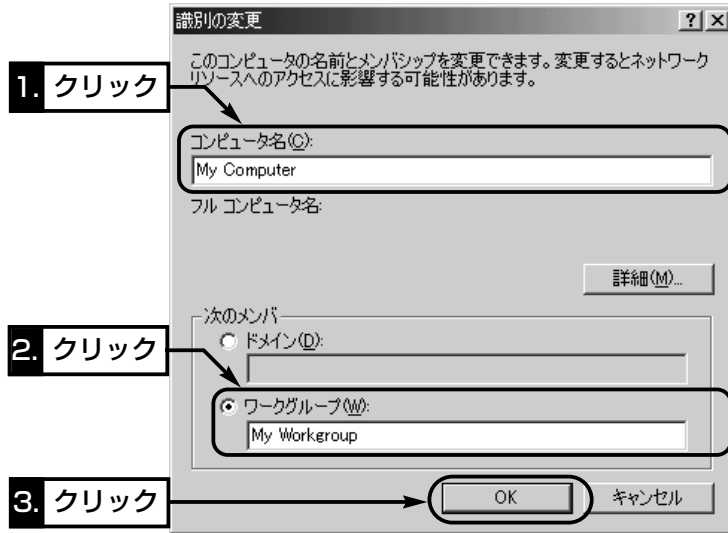 識別の変更
このコンピュータの名前とメンバシップを変更できます。変更するとネットワーク
リソースへのアクセスに影響する可能性があります。
1. クリック
コンピュータ名(C):
My Computer
フル コンピュータ名:
詳細(M)...
次のメンバ
ドメイン(D):
2. クリック
ワークグループ(W):
My Workgroup
3. クリック
OK
キャンセル